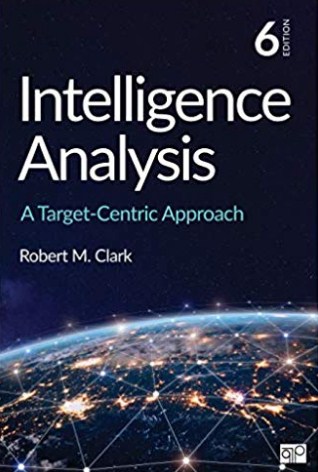 6
EDITION
Intelligence
Analysis
A Target-Centric Approach
Robert M. Clark